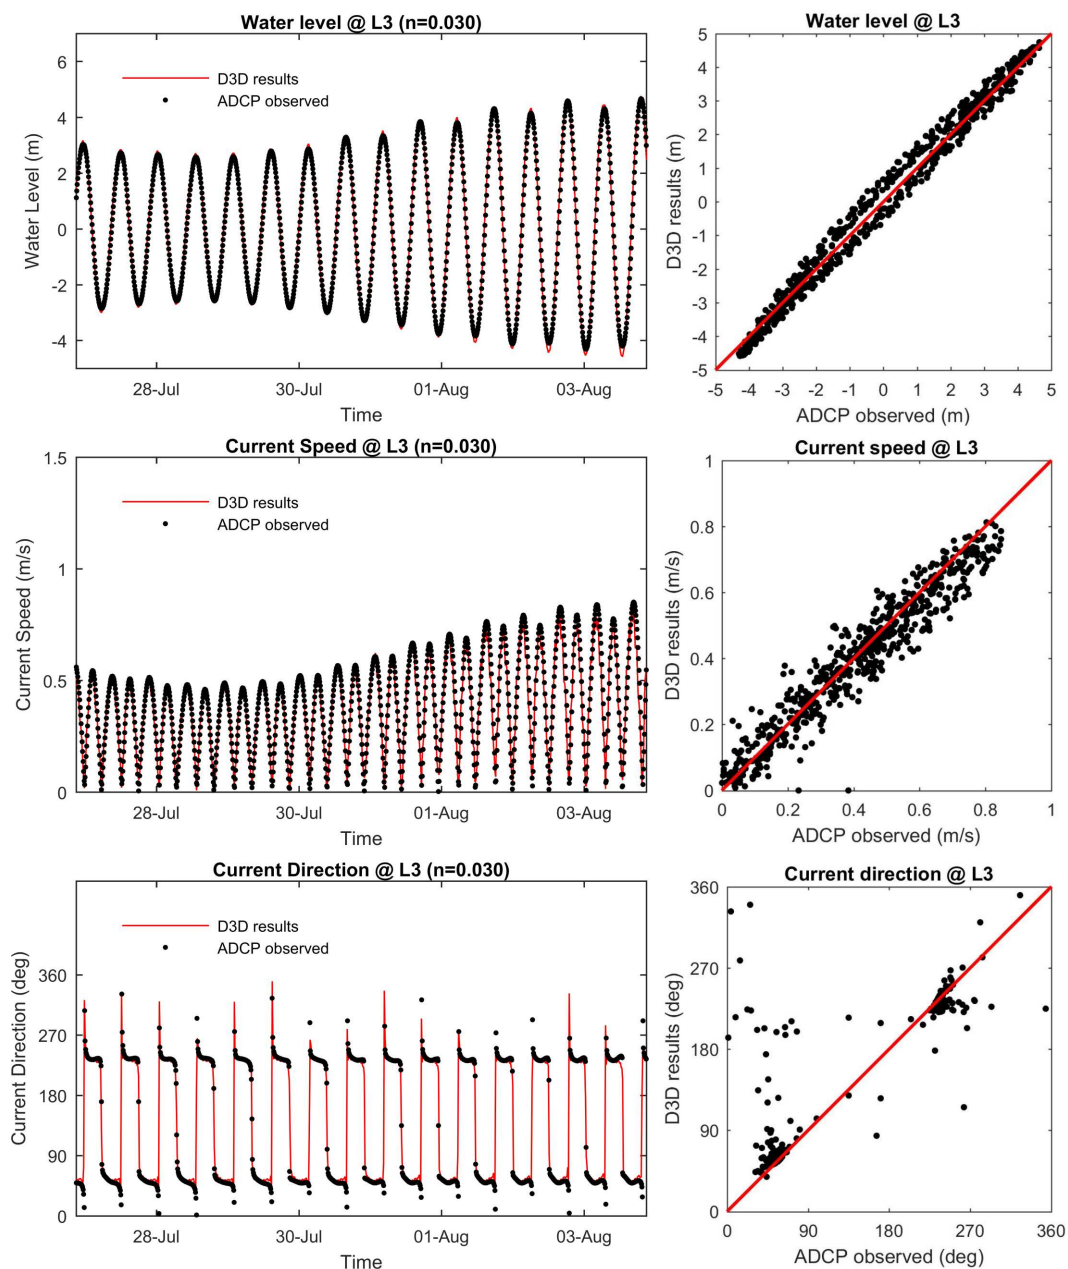 Water level @ L3 (n=0.030)
6
4
2
0
-2
-4
Water Level (m)
D3D results
ADCP observed
28-Jul
30-Jul
01-Aug
03-Aug
Time
Water level @ L3
5
4
3
2
1
0
-1
-2
-3
-4
-5
D3D results (m)
-5
-4
-3
-2
-1
0
1
2
3
4
5
ADCP observed (m)
Current Speed @ L3 (n=0.030)
1.5
1
0.5
0
Current Speed (m/s)
D3D results
ADCP observed
28-Jul
30-Jul
01-Aug
03-Aug
Time
Current speed @ L3
1
0.8
0.6
0.4
0.2
0
D3D results (m/s)
0
0.2
0.4
0.6
0.8
1
ADCP observed (m/s)
Current Direction @ L3 (n=0.030)
360
270
180
90
0
Current Direction (deg)
D3D results
ADCP observed
28-Jul
30-Jul
01-Aug
03-Aug
Time
Current direction @ L3
360
270
180
90
0
D3D results (deg)
0
90
180
270
360
ADCP observed (deg)